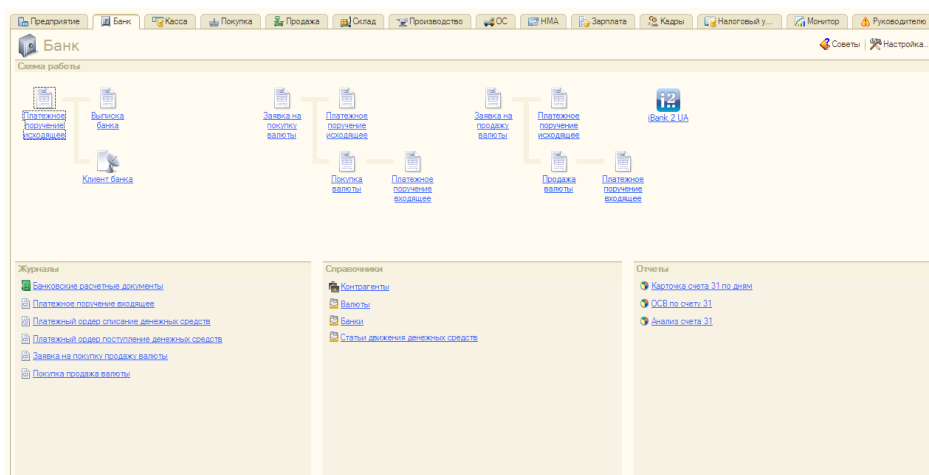 Предприятие Банк Касса Покупка Продажа Склад Производство ОС НМА Зарплата Кадры Налоговый у... Монитор Руководителю
Банк
Советы Настройка...
Схема работы
Платежное
поручение
исходящее
Выписка
банка
Клиент банка
Заявка на
покупку
валюты
Платежное
поручение
исходящее
Покупка
валюты
Платежное
поручение
входящее
Заявка на
продажу
валюты
Платежное
поручение
исходящее
Продажа
валюты
Платежное
поручение
входящее
i2
iBank 2 UA
Журналы
Банковские расчетные документы
Платежное поручение входящее
Платежный ордер списание денежных средств
Платежный ордер поступление денежных средств
Заявка на покупку продажу валюты
Покупка продажа валюты
Справочники
Контрагенты
Валюты
Банки
Статьи движения денежных средств
Отчеты
Карточка счета 31 по дням
ОСВ по счету 31
Анализ счета 31